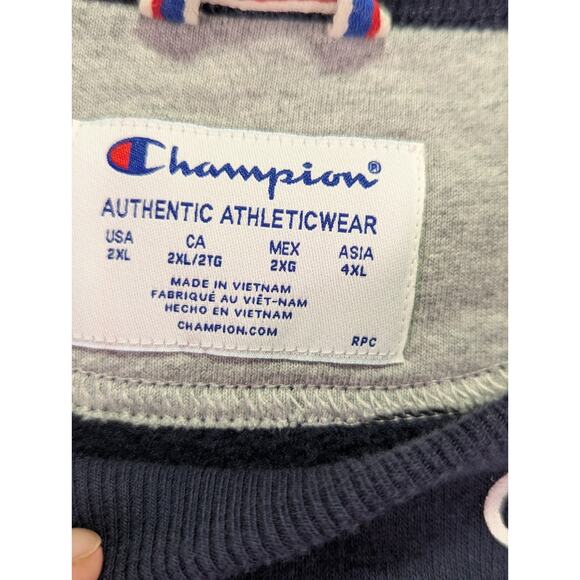 Champion®
AUTHENTIC ATHLETICWEAR
USA CA MEX ASIA
2XL 2XL/2TG 2XG 4XL
MADE IN VIETNAM
FABRIQUÉ AU VIÊT-NAM
HECHO EN VIETNAM
CHAMPION.COM
RPC